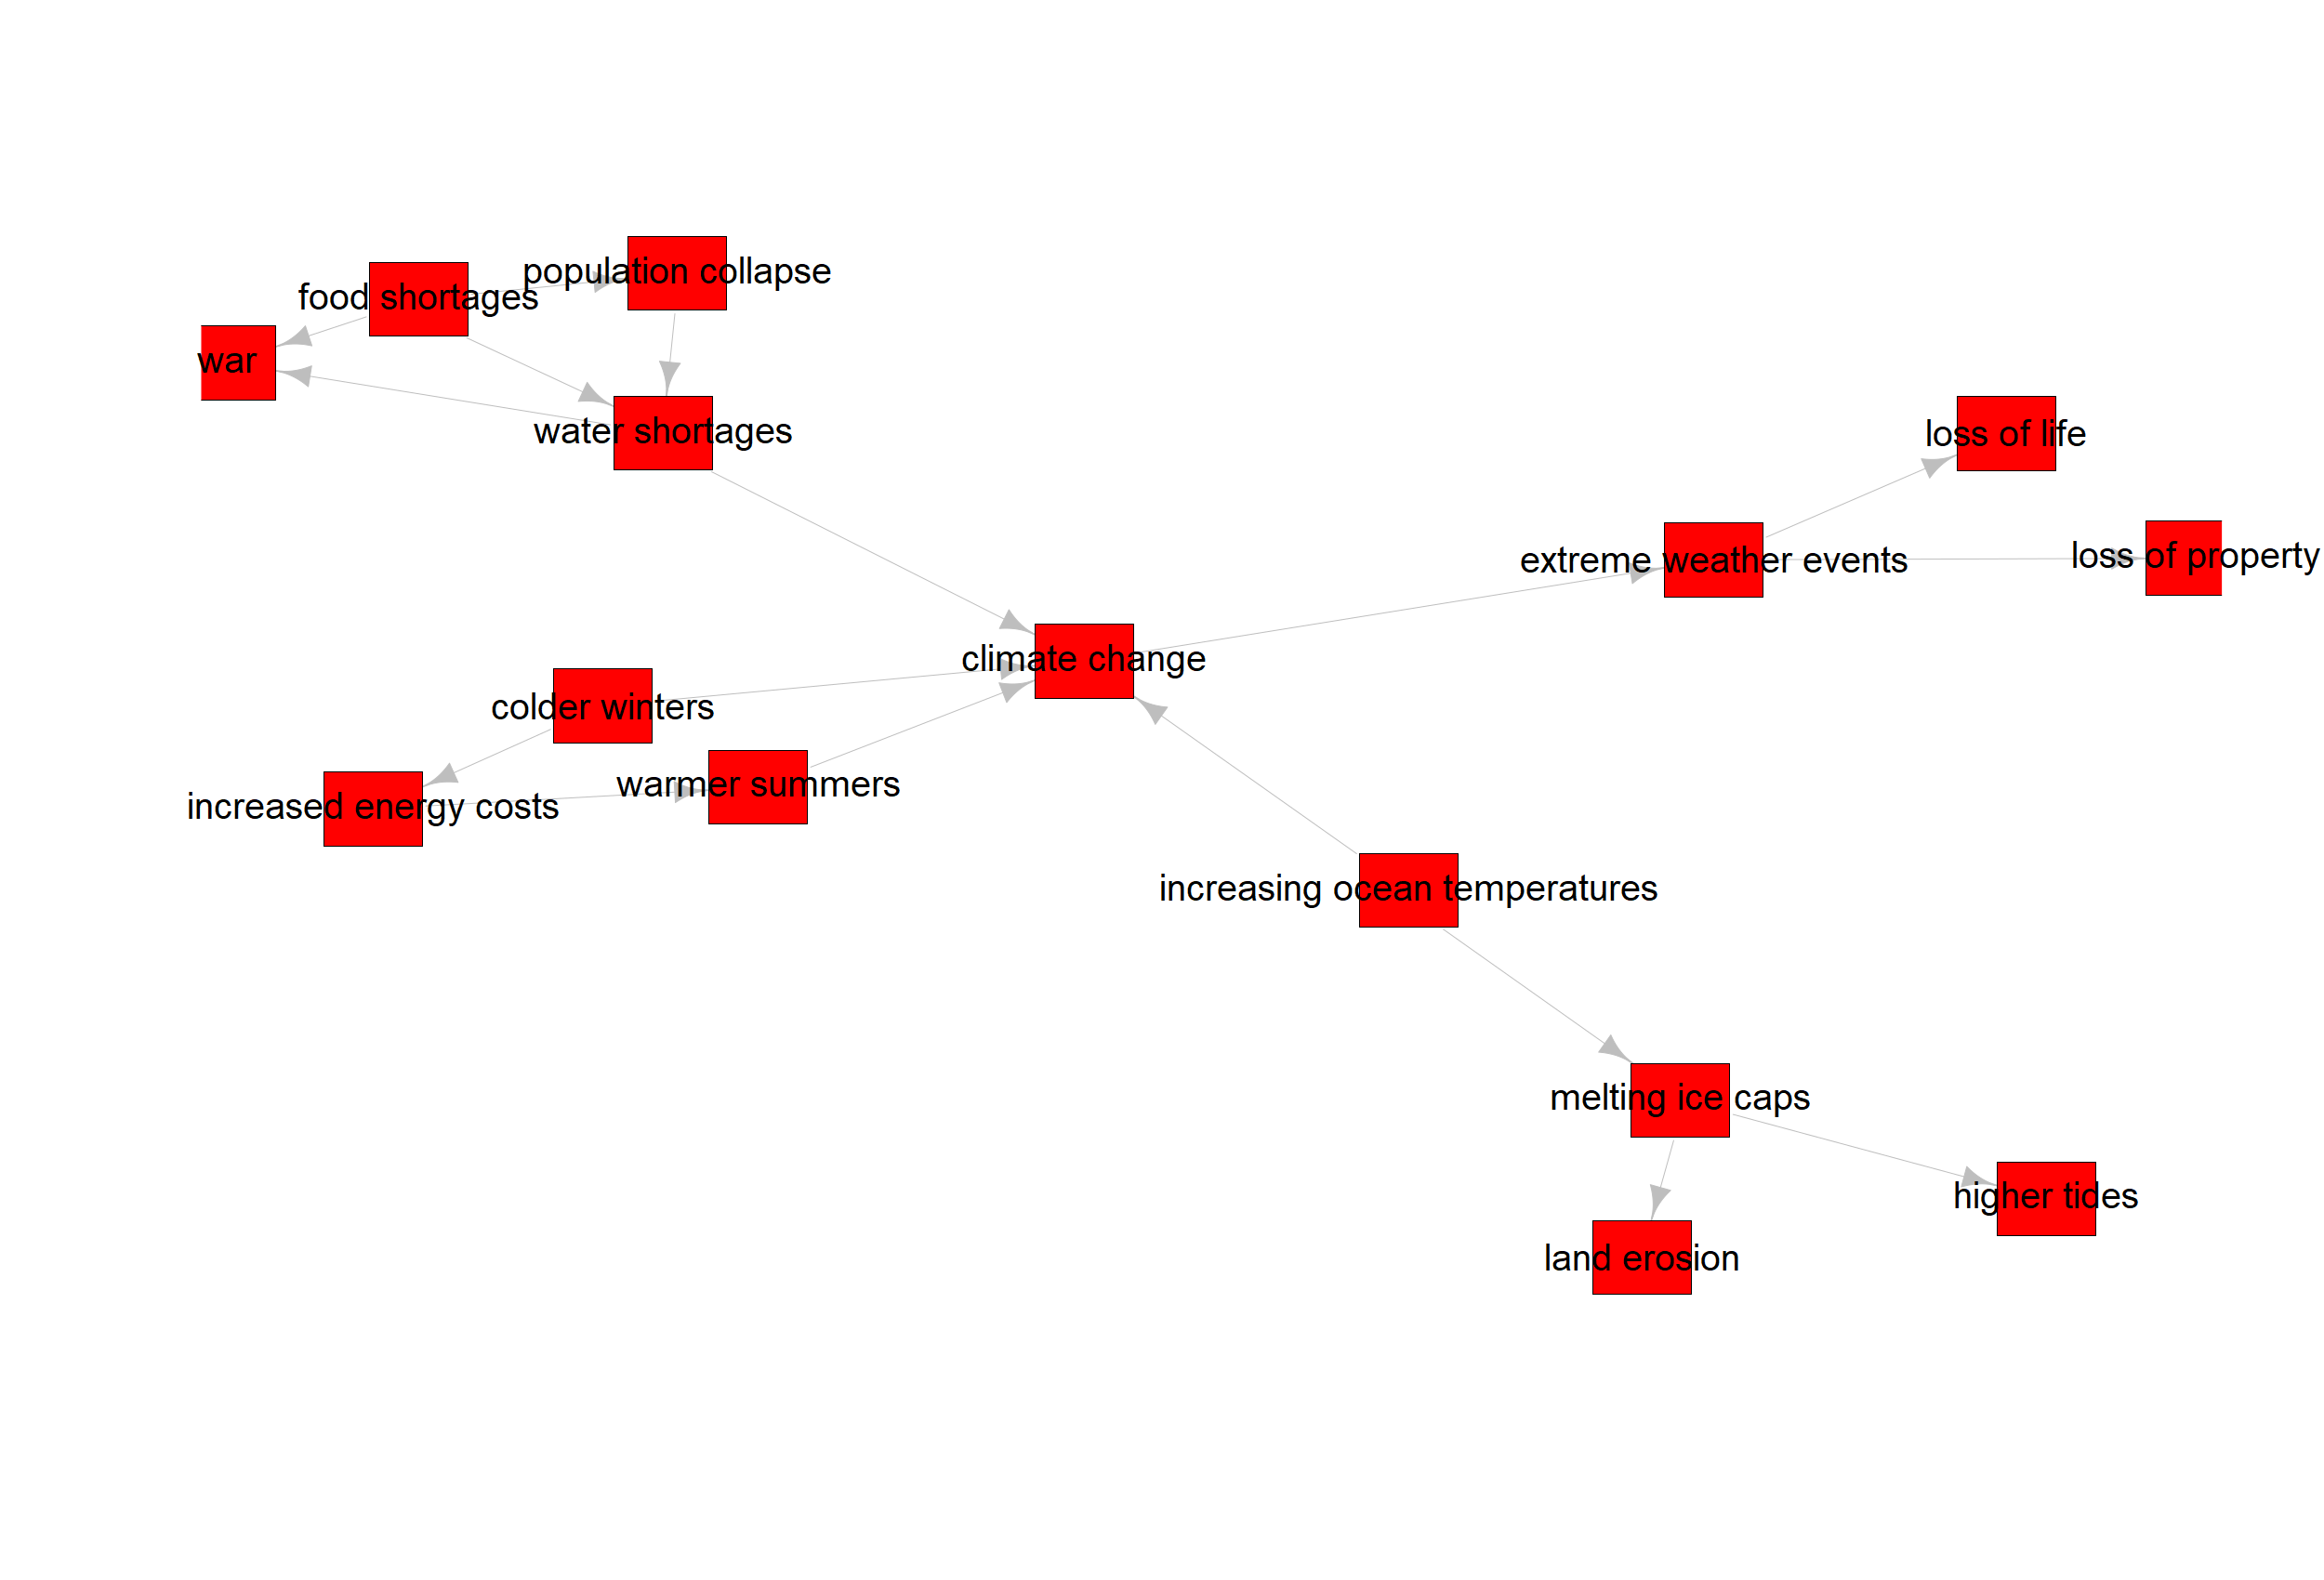 population collapse
food shortages
war
water shortages
loss of life
loss of property
extreme weather events
climate change
colder winters
warmer summers
increased energy costs
increasing ocean temperatures
melting ice caps
higher tides
land erosion